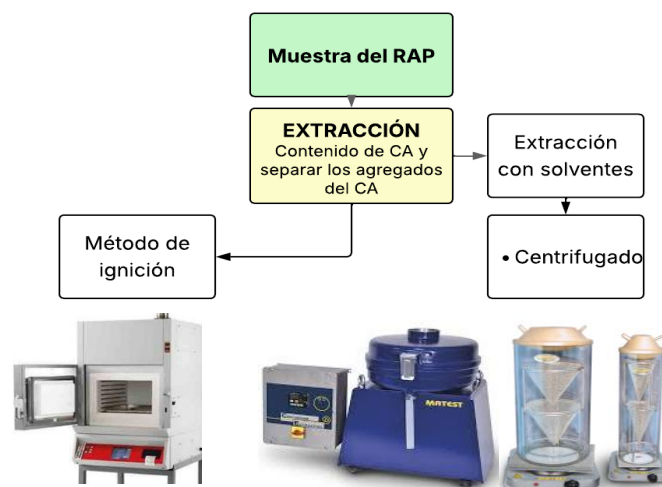 Muestra del RAP
EXTRACCIÓN
Contenido de CA y
separar los agregados
del CA
Extracción
con solventes
Método de
ignición
• Centrifugado
MATEST